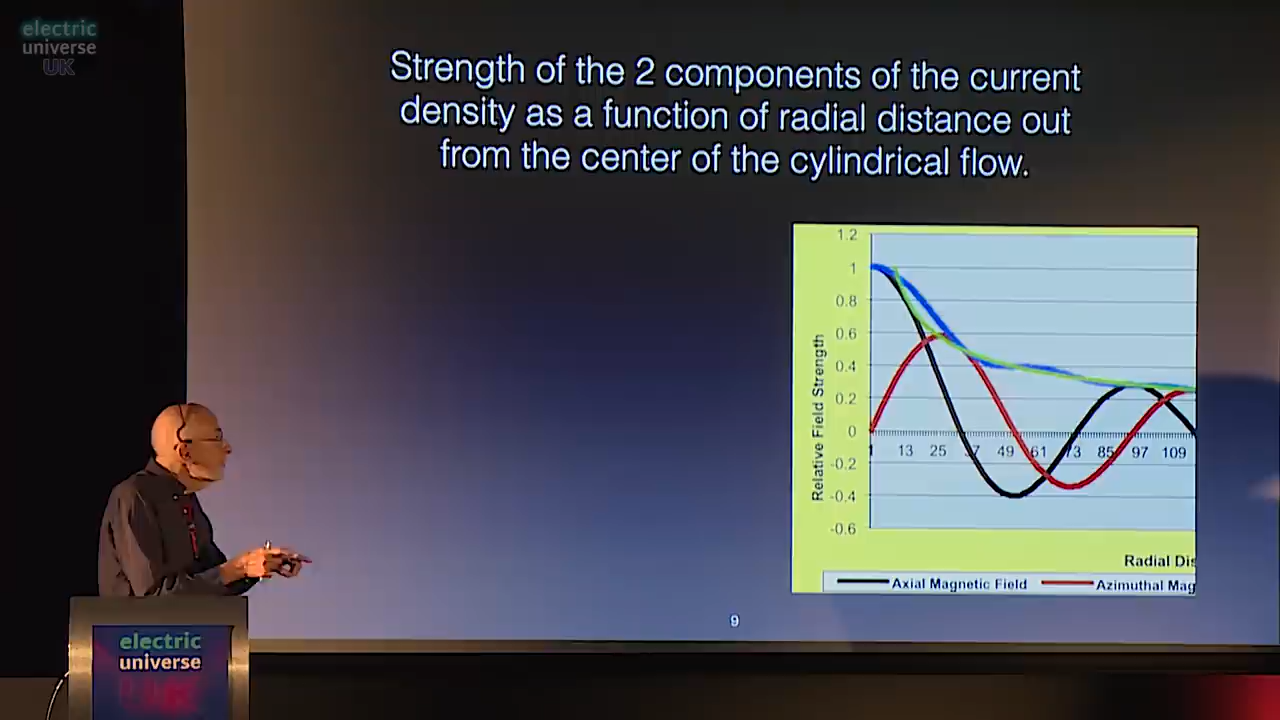 electric
universe
UK
Strength of the 2 components of the current
density as a function of radial distance out
from the center of the cylindrical flow.
1.2
1
0.8
0.6
0.4
0.2
0
-0.2
-0.4
-0.6
Relative Field Strength
1 13 25 37 49 61 73 85 97 109
Radial Dis
Axial Magnetic Field Azimuthal Mag
9
electric
universe
UK